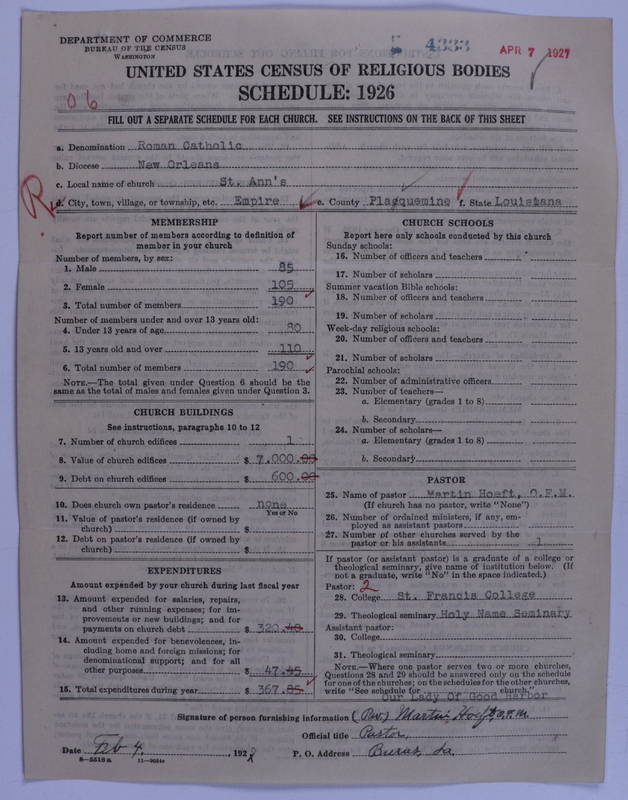 DEPARTMENT OF COMMERCE
BUREAU OF THE CENSUS
WASHINGTON
4333
APR 7 1927
UNITED STATES CENSUS OF RELIGIOUS BODIES
SCHEDULE: 1926
06
FILL OUT A SEPARATE SCHEDULE FOR EACH CHURCH. SEE INSTRUCTIONS ON THE BACK OF THIS SHEET
a. Denomination Roman Catholic
b. Diocese New Orleans
c. Local name of church St. Ann's
R
d. City, town, village, or township, etc. Empire e. County Plaequemine f. State Louisiana
MEMBERSHIP
Report number of members according to definition of
member in your church
Number of members, by sex:
1. Male 85
2. Female 105
3. Total number of members 190
Number of members under and over 13 years old:
4. Under 13 years of age 80
5. 13 years old and over 110
6. Total number of members 190
NOTE.—The total given under Question 6 should be the
same as the total of males and females given under Question 3.
CHURCH BUILDINGS
See instructions, paragraphs 10 to 12
7. Number of church edifices 1
8. Value of church edifices $ 7.000.00
9. Debt on church edifices $ 600.00
10. Does church own pastor's residence none
Yes or No
11. Value of pastor's residence (if owned by
church) $
12. Debt on pastor's residence (if owned by
church) $
EXPENDITURES
Amount expended by your church during last fiscal year
13. Amount expended for salaries, repairs,
and other running expenses; for im-
provements or new buildings; and for
payments on church debt $ 320.40
14. Amount expended for benevolences, in-
cluding home and foreign missions; for
denominational support; and for all
other purposes $ 47.45
15. Total expenditures during year $ 367.85
CHURCH SCHOOLS
Report here only schools conducted by this church
Sunday schools:
16. Number of officers and teachers
17. Number of scholars
Summer vacation Bible schools:
18. Number of officers and teachers
19. Number of scholars
Week-day religious schools:
20. Number of officers and teachers
21. Number of scholars
Parochial schools:
22. Number of administrative officers
23. Number of teachers—
a. Elementary (grades 1 to 8)
b. Secondary
24. Number of scholars—
a. Elementary (grades 1 to 8)
b. Secondary
PASTOR
25. Name of pastor Martin Hoeft, O.F.M.
(If church has no pastor, write "None")
26. Number of ordained ministers, if any, em-
ployed as assistant pastors
27. Number of other churches served by the
pastor or his assistants 1
If pastor (or assistant pastor) is a graduate of a college or
theological seminary, give name of institution below. (If
not a graduate, write "No" in the space indicated.)
Pastor: 2
28. College St. Francis College
29. Theological seminary Holy Name Seminary
Assistant pastor:
30. College
31. Theological seminary
NOTE.—Where one pastor serves two or more churches,
Questions 28 and 29 should be answered only on the schedule
for one of the churches; on the schedules for the other churches,
write "See schedule for church."
Our Lady Of Good Harbor
Signature of person furnishing information (Rev) Martin Hoeft O.F.M.
Official title Pastor,
Date Feb 4, 192 P. O. Address Buras, La.
8—5518a 11—9054a